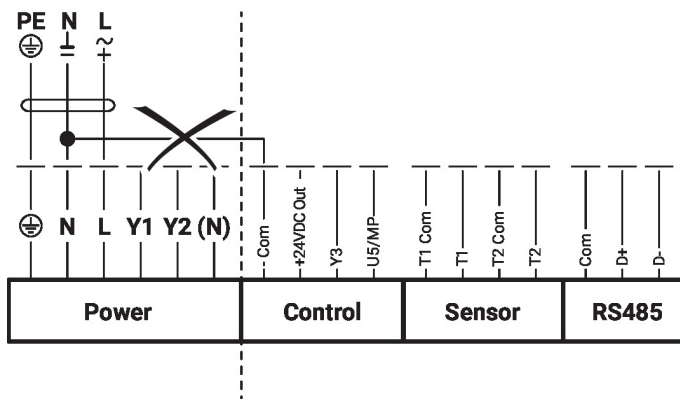 PE N L
N L Y1 Y2 (N)
- Com
+24VDC Out
Y3
U5/MP
T1 Com
T1
T2 Com
T2
Com
D+
D-
Power
Control
Sensor
RS485